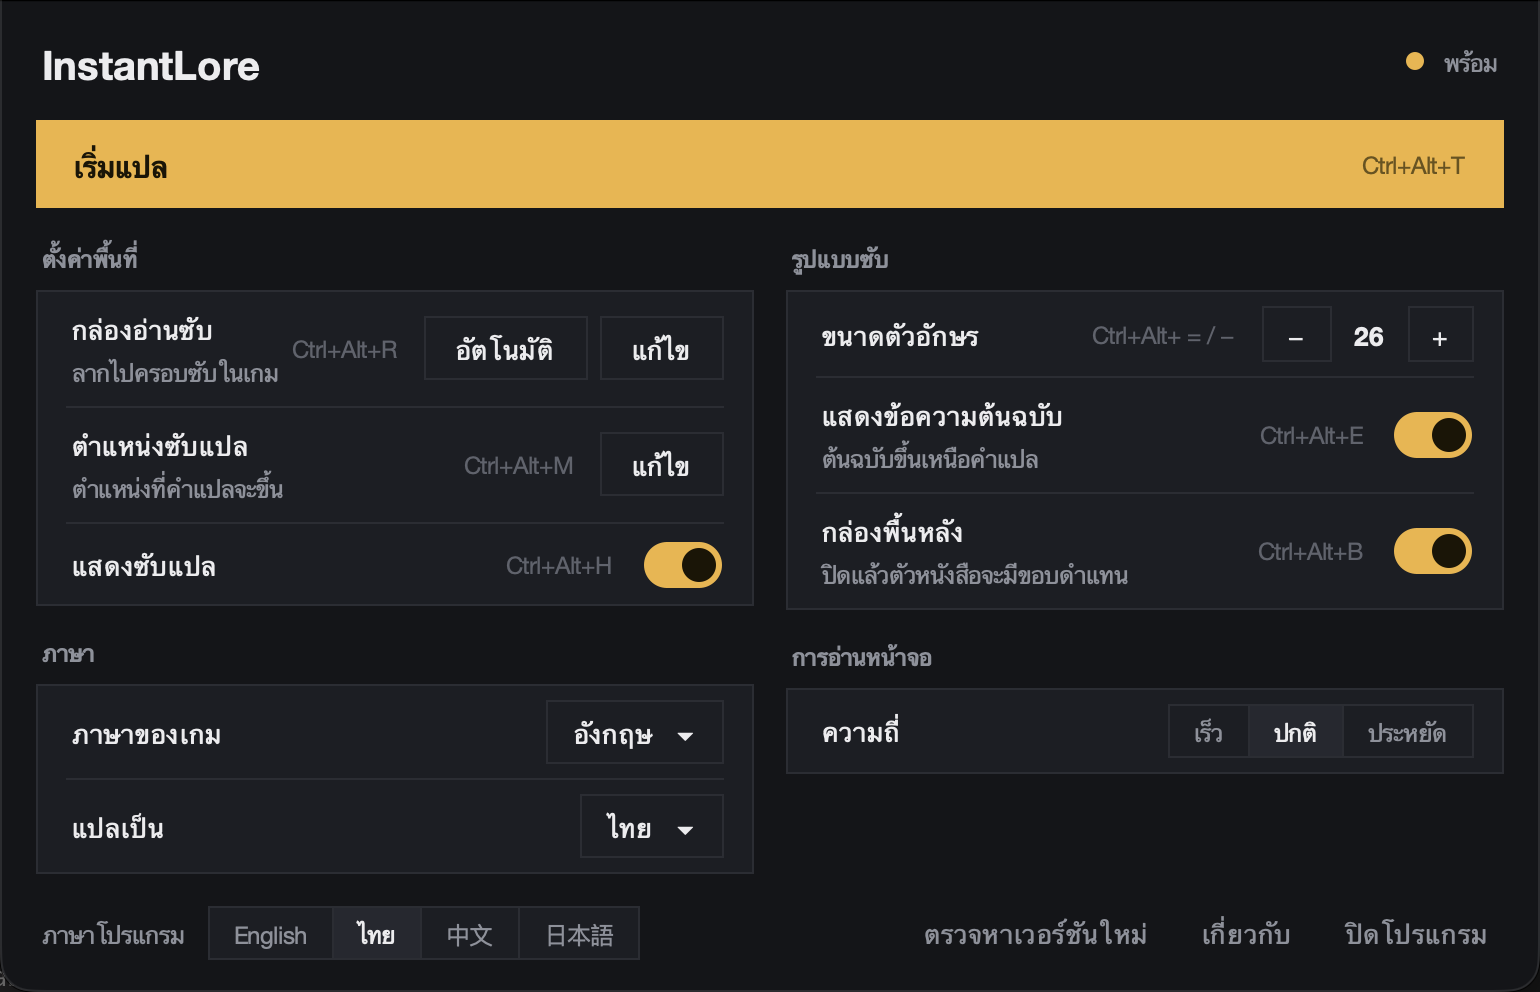 InstantLore
พร้อม
เริ่มแปล Ctrl+Alt+T
ตั้งค่าพื้นที่
กล่องอ่านซับ
ลากไปครอบซับในเกม
Ctrl+Alt+R
อัตโนมัติ
แก้ไข
ตำแหน่งซับแปล
ตำแหน่งที่คำแปลจะขึ้น
Ctrl+Alt+M
แก้ไข
แสดงซับแปล Ctrl+Alt+H
รูปแบบซับ
ขนาดตัวอักษร Ctrl+Alt+ = / − − 26 +
แสดงข้อความต้นฉบับ
ต้นฉบับขึ้นเหนือคำแปล
Ctrl+Alt+E
กล่องพื้นหลัง
ปิดแล้วตัวหนังสือจะมีขอบดำแทน
Ctrl+Alt+B
ภาษา
ภาษาของเกม อังกฤษ
แปลเป็น ไทย
การอ่านหน้าจอ
ความถี่ เร็ว ปกติ ประหยัด
ภาษาโปรแกรม English ไทย 中文 日本語
ตรวจหาเวอร์ชันใหม่ เกี่ยวกับ ปิดโปรแกรม